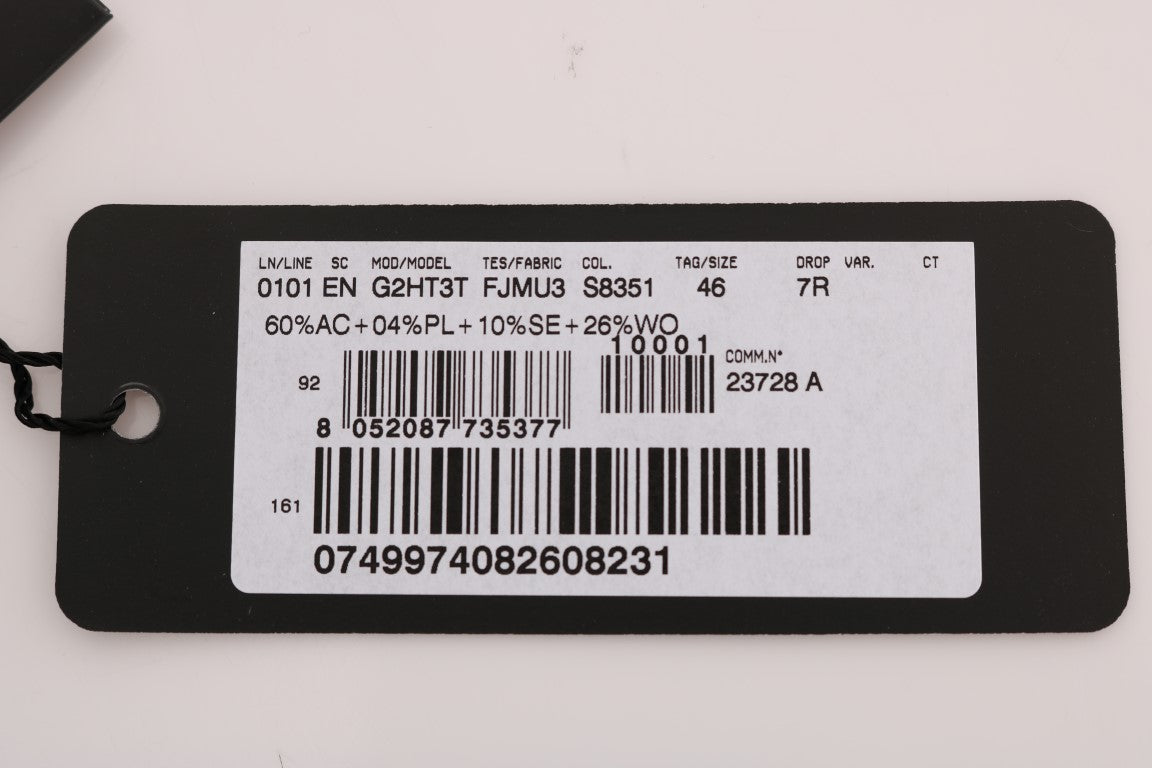 LN/LINE SC MOD/MODEL TES/FABRIC COL. TAG/SIZE DROP VAR. CT
0101 EN G2HT3T FJMU3 S8351 46 7R
60%AC+04%PL+10%SE+26%WO
10001
COMM.N°
92
23728 A
8 052087 735377
161
0749974082608231